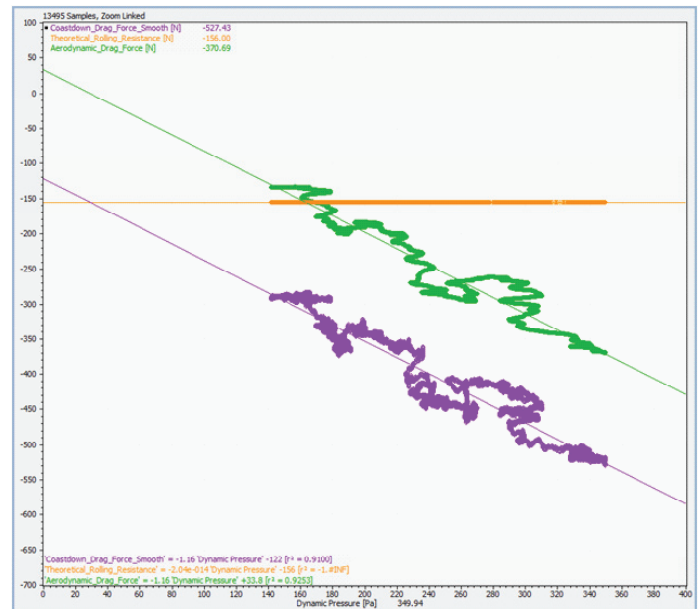 13495 Samples, Zoom Linked
Coastdown_Drag_Force_Smooth [N] -527.43
Theoretical_Rolling_Resistance [N] -156.00
Aerodynamic_Drag_Force [N] -370.69
100
50
0
-50
-100
-150
-200
-250
-300
-350
-400
-450
-500
-550
-600
-650
-700
'Coastdown_Drag_Force_Smooth' = -1.16 'Dynamic Pressure' -122 [r² = 0.9100]
'Theoretical_Rolling_Resistance' = -2.04e-014 'Dynamic Pressure' -156 [r² = -1.#INF]
'Aerodynamic_Drag_Force' = -1.16 'Dynamic Pressure' +33.8 [r² = 0.9253]
0 20 40 60 80 100 120 140 160 180 200 220 240 260 280 300 320 340 360 380 400
Dynamic Pressure [Pa] 349.94